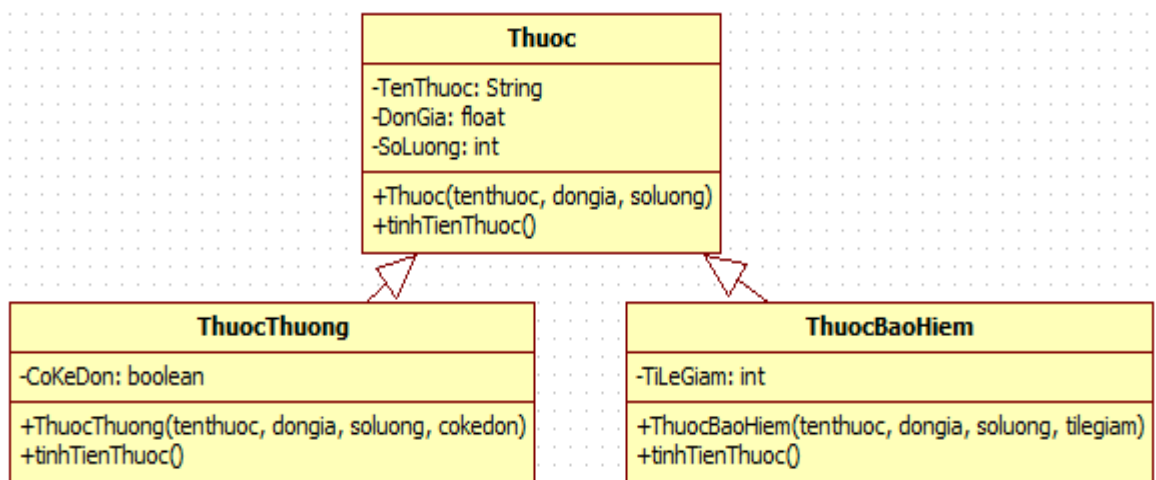 Thuoc
-TenThuoc: String
-DonGia: float
-SoLuong: int
+Thuoc(tenthuoc, dongia, soluong)
+tinhTienThuoc()
ThuocThuong
-CoKeDon: boolean
+ThuocThuong(tenthuoc, dongia, soluong, cokedon)
+tinhTienThuoc()
ThuocBaoHiem
-TiLeGiam: int
+ThuocBaoHiem(tenthuoc, dongia, soluong, tilegiam)
+tinhTienThuoc()